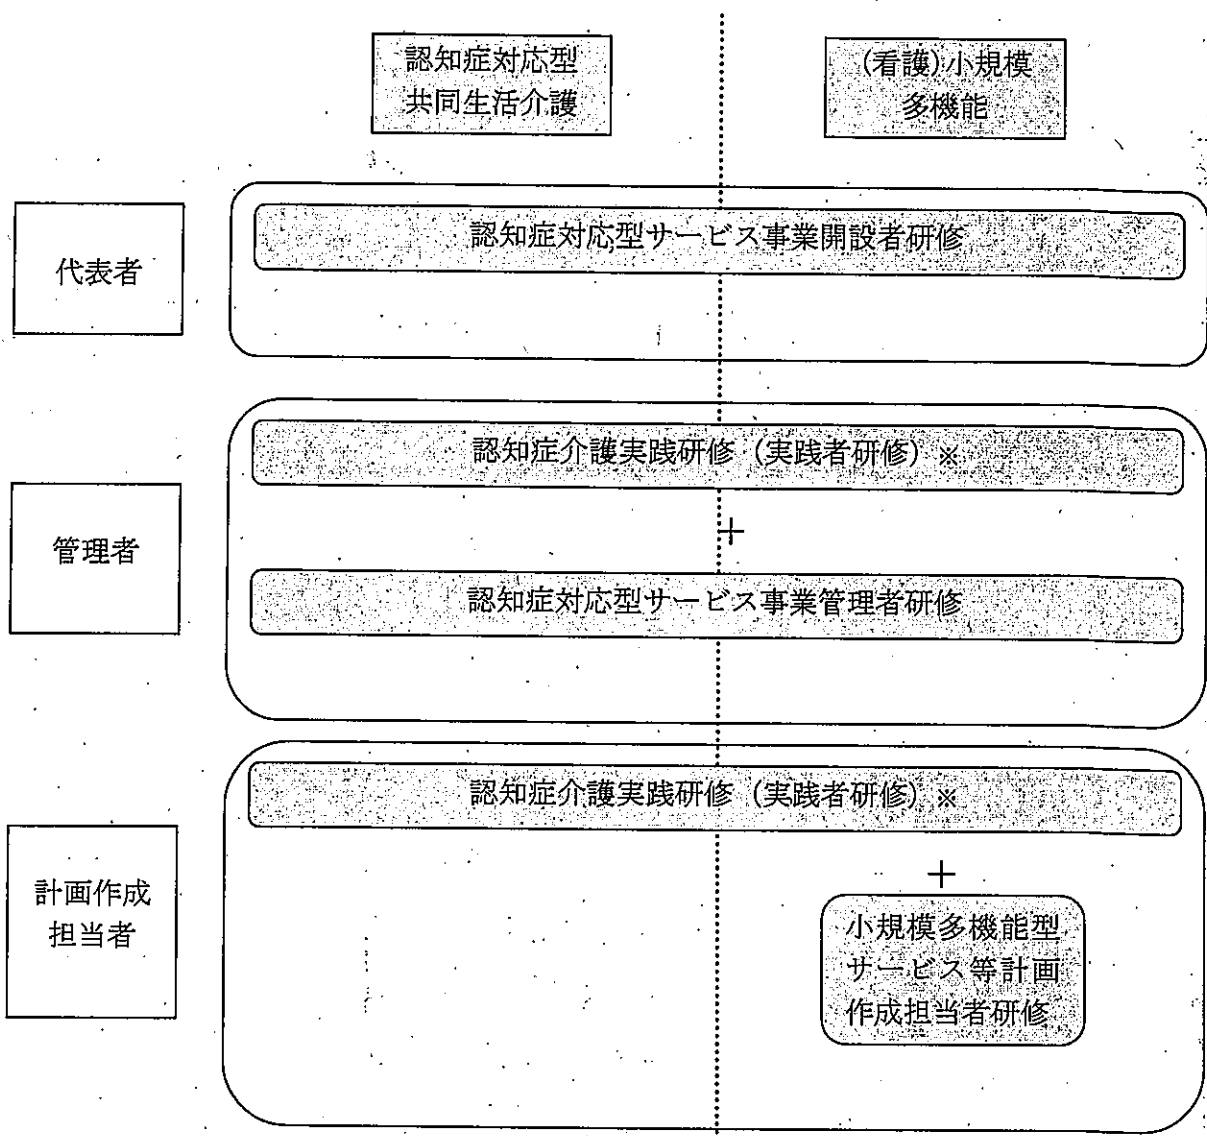 認知症対応型
共同生活介護
(看護)小規模
多機能
代表者
認知症対応型サービス事業開設者研修
管理者
認知症介護実践研修（実践者研修）※
+
認知症対応型サービス事業管理者研修
計画作成
担当者
認知症介護実践研修（実践者研修）※
+
小規模多機能型
サービス等計画
作成担当者研修